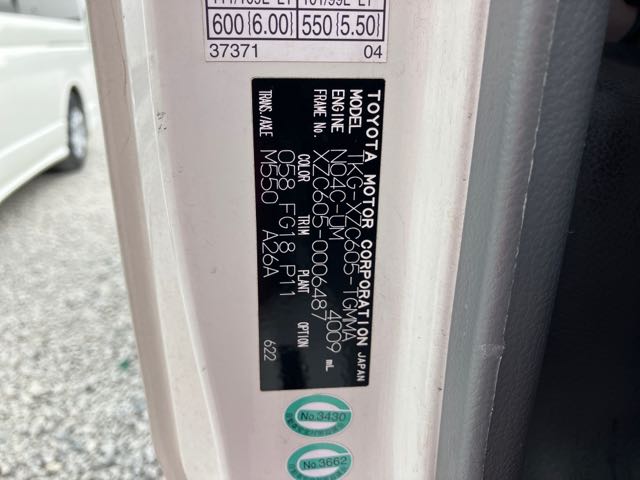 600 (6.00) 550 (5.50)
37371 04
TOYOTA MOTOR CORPORATION JAPAN
MODEL TKG-XZC605-TGMMA
ENGINE N04C-UM 4009 mL
FRAME No. XZC605-0006487
COLOR TRIM PLANT OPTION
058 FG18 P11
TRANS./AXLE M550 A26A
622
No.3430
No.3662